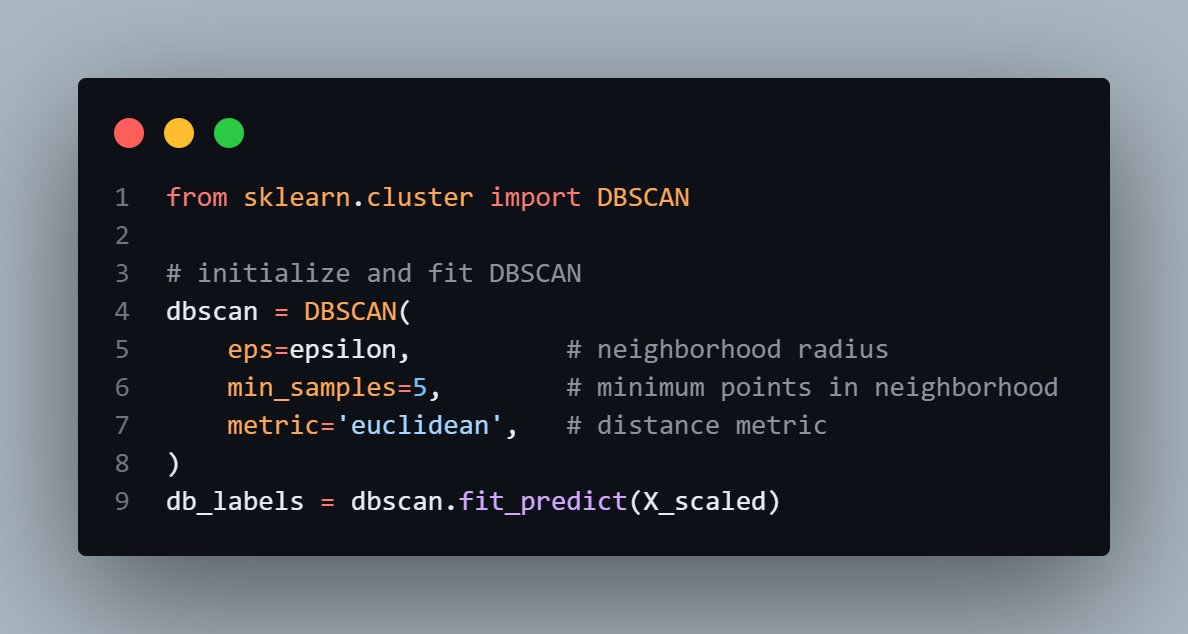 1 from sklearn.cluster import DBSCAN
2
3 # initialize and fit DBSCAN
4 dbscan = DBSCAN(
5     eps=epsilon,          # neighborhood radius
6     min_samples=5,        # minimum points in neighborhood
7     metric='euclidean',   # distance metric
8 )
9 db_labels = dbscan.fit_predict(X_scaled)